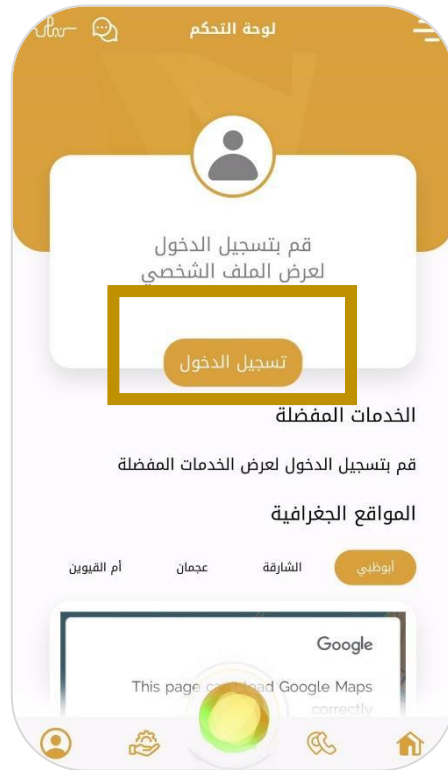 لوحة التحكم
قم بتسجيل الدخول
لعرض الملف الشخصي
تسجيل الدخول
الخدمات المفضلة
قم بتسجيل الدخول لعرض الخدمات المفضلة
المواقع الجغرافية
أبوظبي الشارقة عجمان أم القيوين
Google
This page can't load Google Maps
correctly